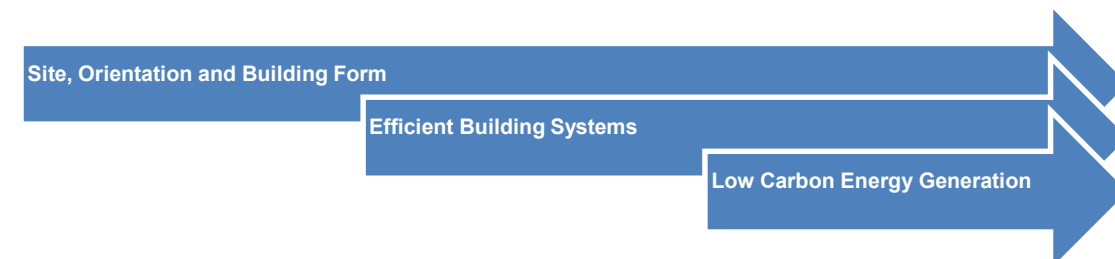 Site, Orientation and Building Form
Efficient Building Systems
Low Carbon Energy Generation